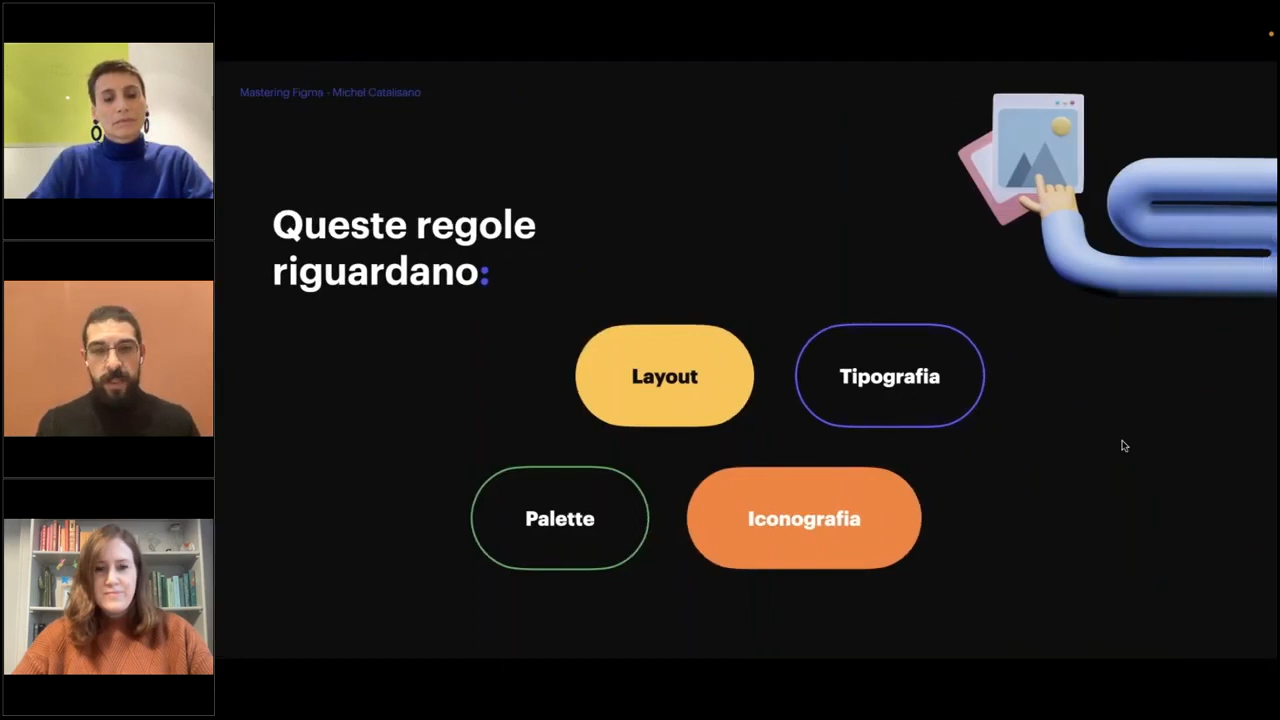 Mastering Figma - Michel Catalisano
Queste regole
riguardano:
Layout
Tipografia
Palette
Iconografia